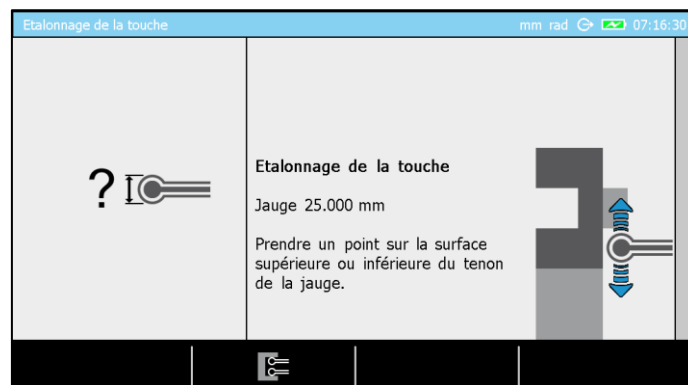 Etalonnage de la touche
mm rad 07:16:30
?
Etalonnage de la touche
Jauge 25.000 mm
Prendre un point sur la surface
supérieure ou inférieure du tenon
de la jauge.